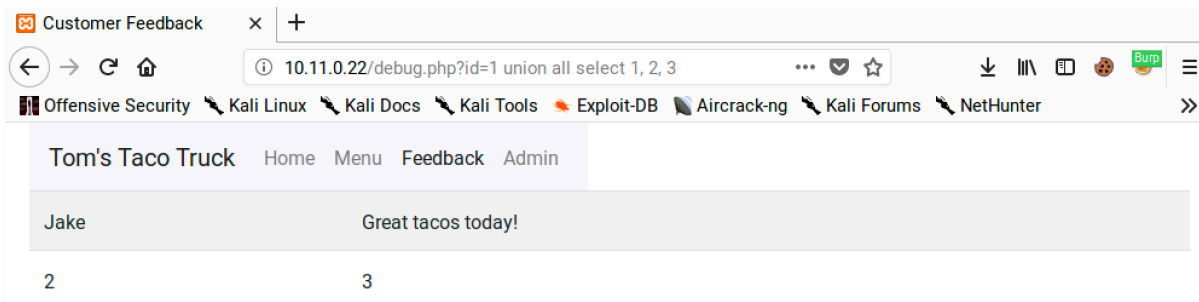 Customer Feedback × +
10.11.0.22/debug.php?id=1 union all select 1, 2, 3 ··· Burp
Offensive Security Kali Linux Kali Docs Kali Tools Exploit-DB Aircrack-ng Kali Forums NetHunter »
Tom's Taco Truck Home Menu Feedback Admin
Jake Great tacos today!
2 3